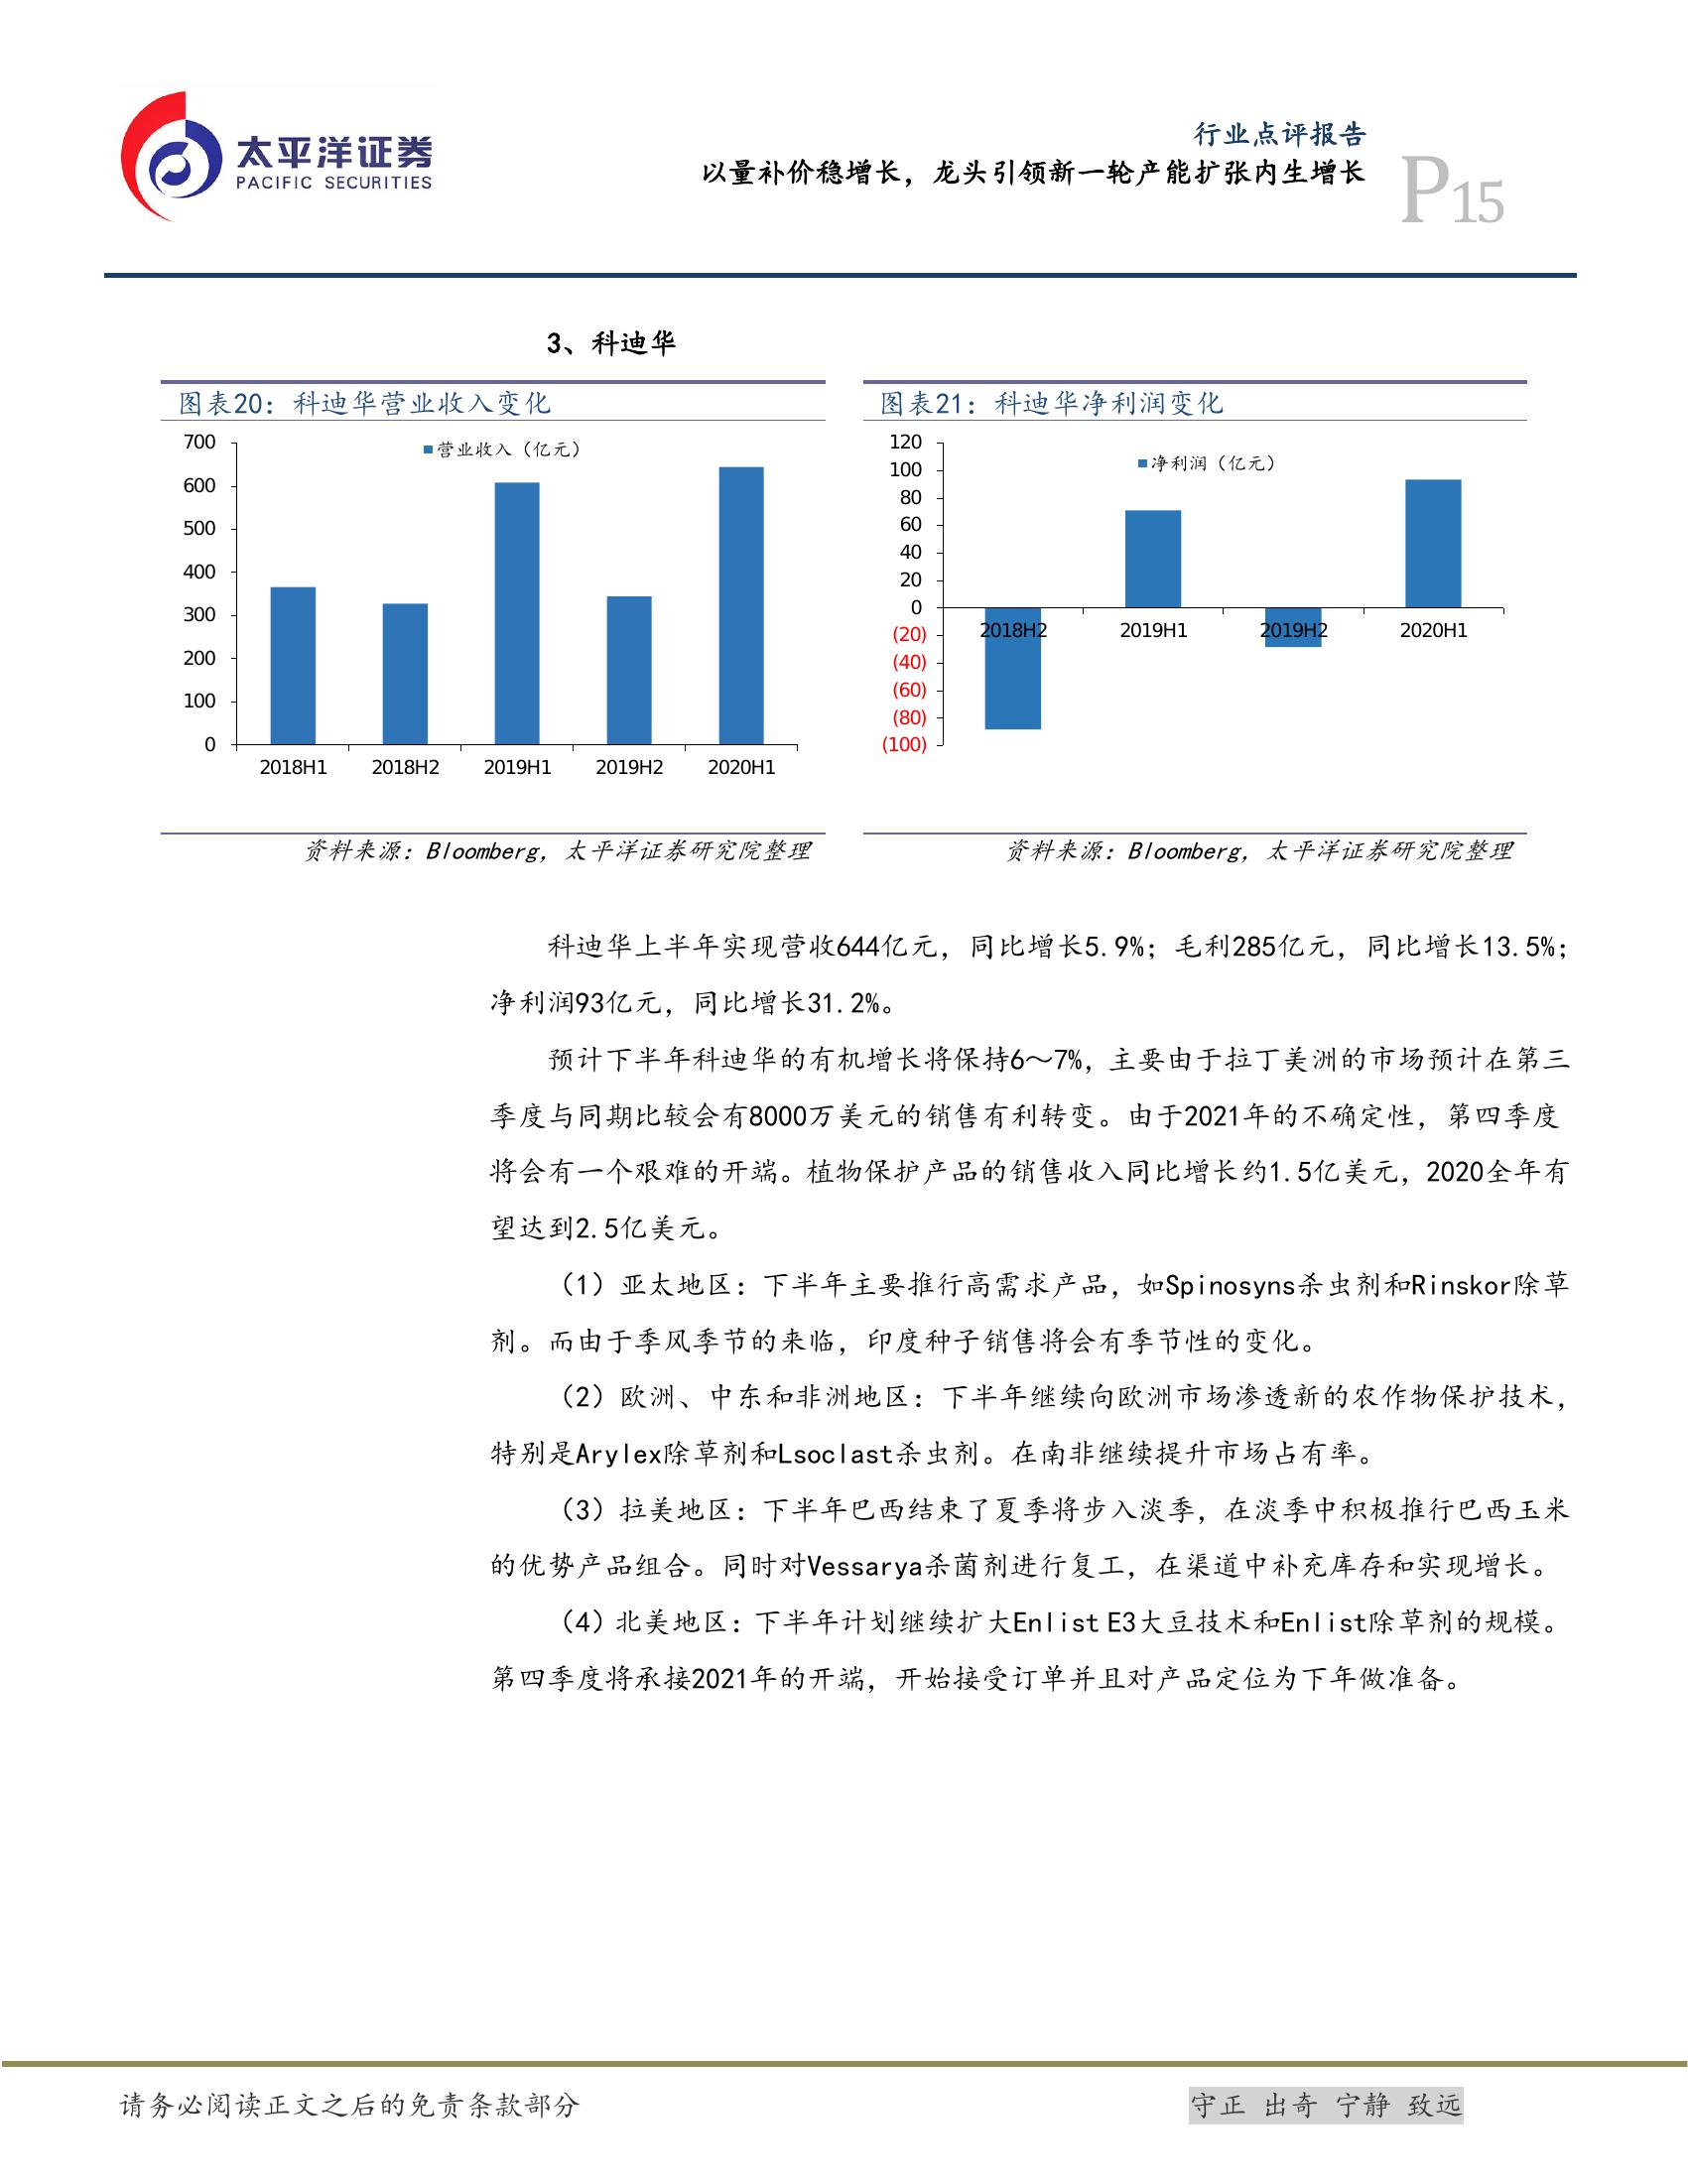 太平洋证券
PACIFIC SECURITIES
行业点评报告
以量补价稳增长，龙头引领新一轮产能扩张内生增长
P15
3、科迪华
图表20：科迪华营业收入变化
营业收入（亿元）
700
600
500
400
300
200
100
0
2018H1 2018H2 2019H1 2019H2 2020H1
资料来源：Bloomberg，太平洋证券研究院整理
图表21：科迪华净利润变化
净利润（亿元）
120
100
80
60
40
20
0
(20)
(40)
(60)
(80)
(100)
2018H2 2019H1 2019H2 2020H1
资料来源：Bloomberg，太平洋证券研究院整理
科迪华上半年实现营收644亿元，同比增长5.9%；毛利285亿元，同比增长13.5%；
净利润93亿元，同比增长31.2%。
预计下半年科迪华的有机增长将保持6～7%，主要由于拉丁美洲的市场预计在第三
季度与同期比较会有8000万美元的销售有利转变。由于2021年的不确定性，第四季度
将会有一个艰难的开端。植物保护产品的销售收入同比增长约1.5亿美元，2020全年有
望达到2.5亿美元。
（1）亚太地区：下半年主要推行高需求产品，如Spinosyns杀虫剂和Rinskor除草
剂。而由于季风季节的来临，印度种子销售将会有季节性的变化。
（2）欧洲、中东和非洲地区：下半年继续向欧洲市场渗透新的农作物保护技术，
特别是Arylex除草剂和Lsoclast杀虫剂。在南非继续提升市场占有率。
（3）拉美地区：下半年巴西结束了夏季将步入淡季，在淡季中积极推行巴西玉米
的优势产品组合。同时对Vessarya杀菌剂进行复工，在渠道中补充库存和实现增长。
（4）北美地区：下半年计划继续扩大Enlist E3大豆技术和Enlist除草剂的规模。
第四季度将承接2021年的开端，开始接受订单并且对产品定位为下年做准备。
请务必阅读正文之后的免责条款部分
守正 出奇 宁静 致远